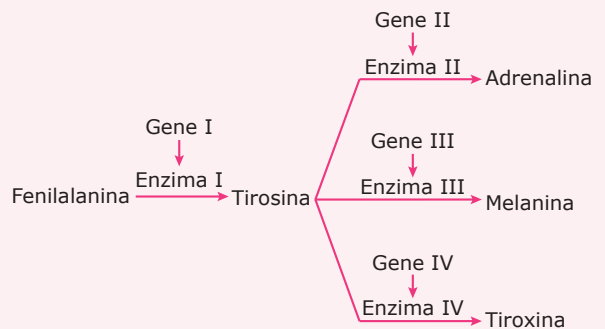 Gene II
Enzima II
Adrenalina
Gene I
Enzima I
Fenilalanina
Tirosina
Gene III
Enzima III
Melanina
Gene IV
Enzima IV
Tiroxina